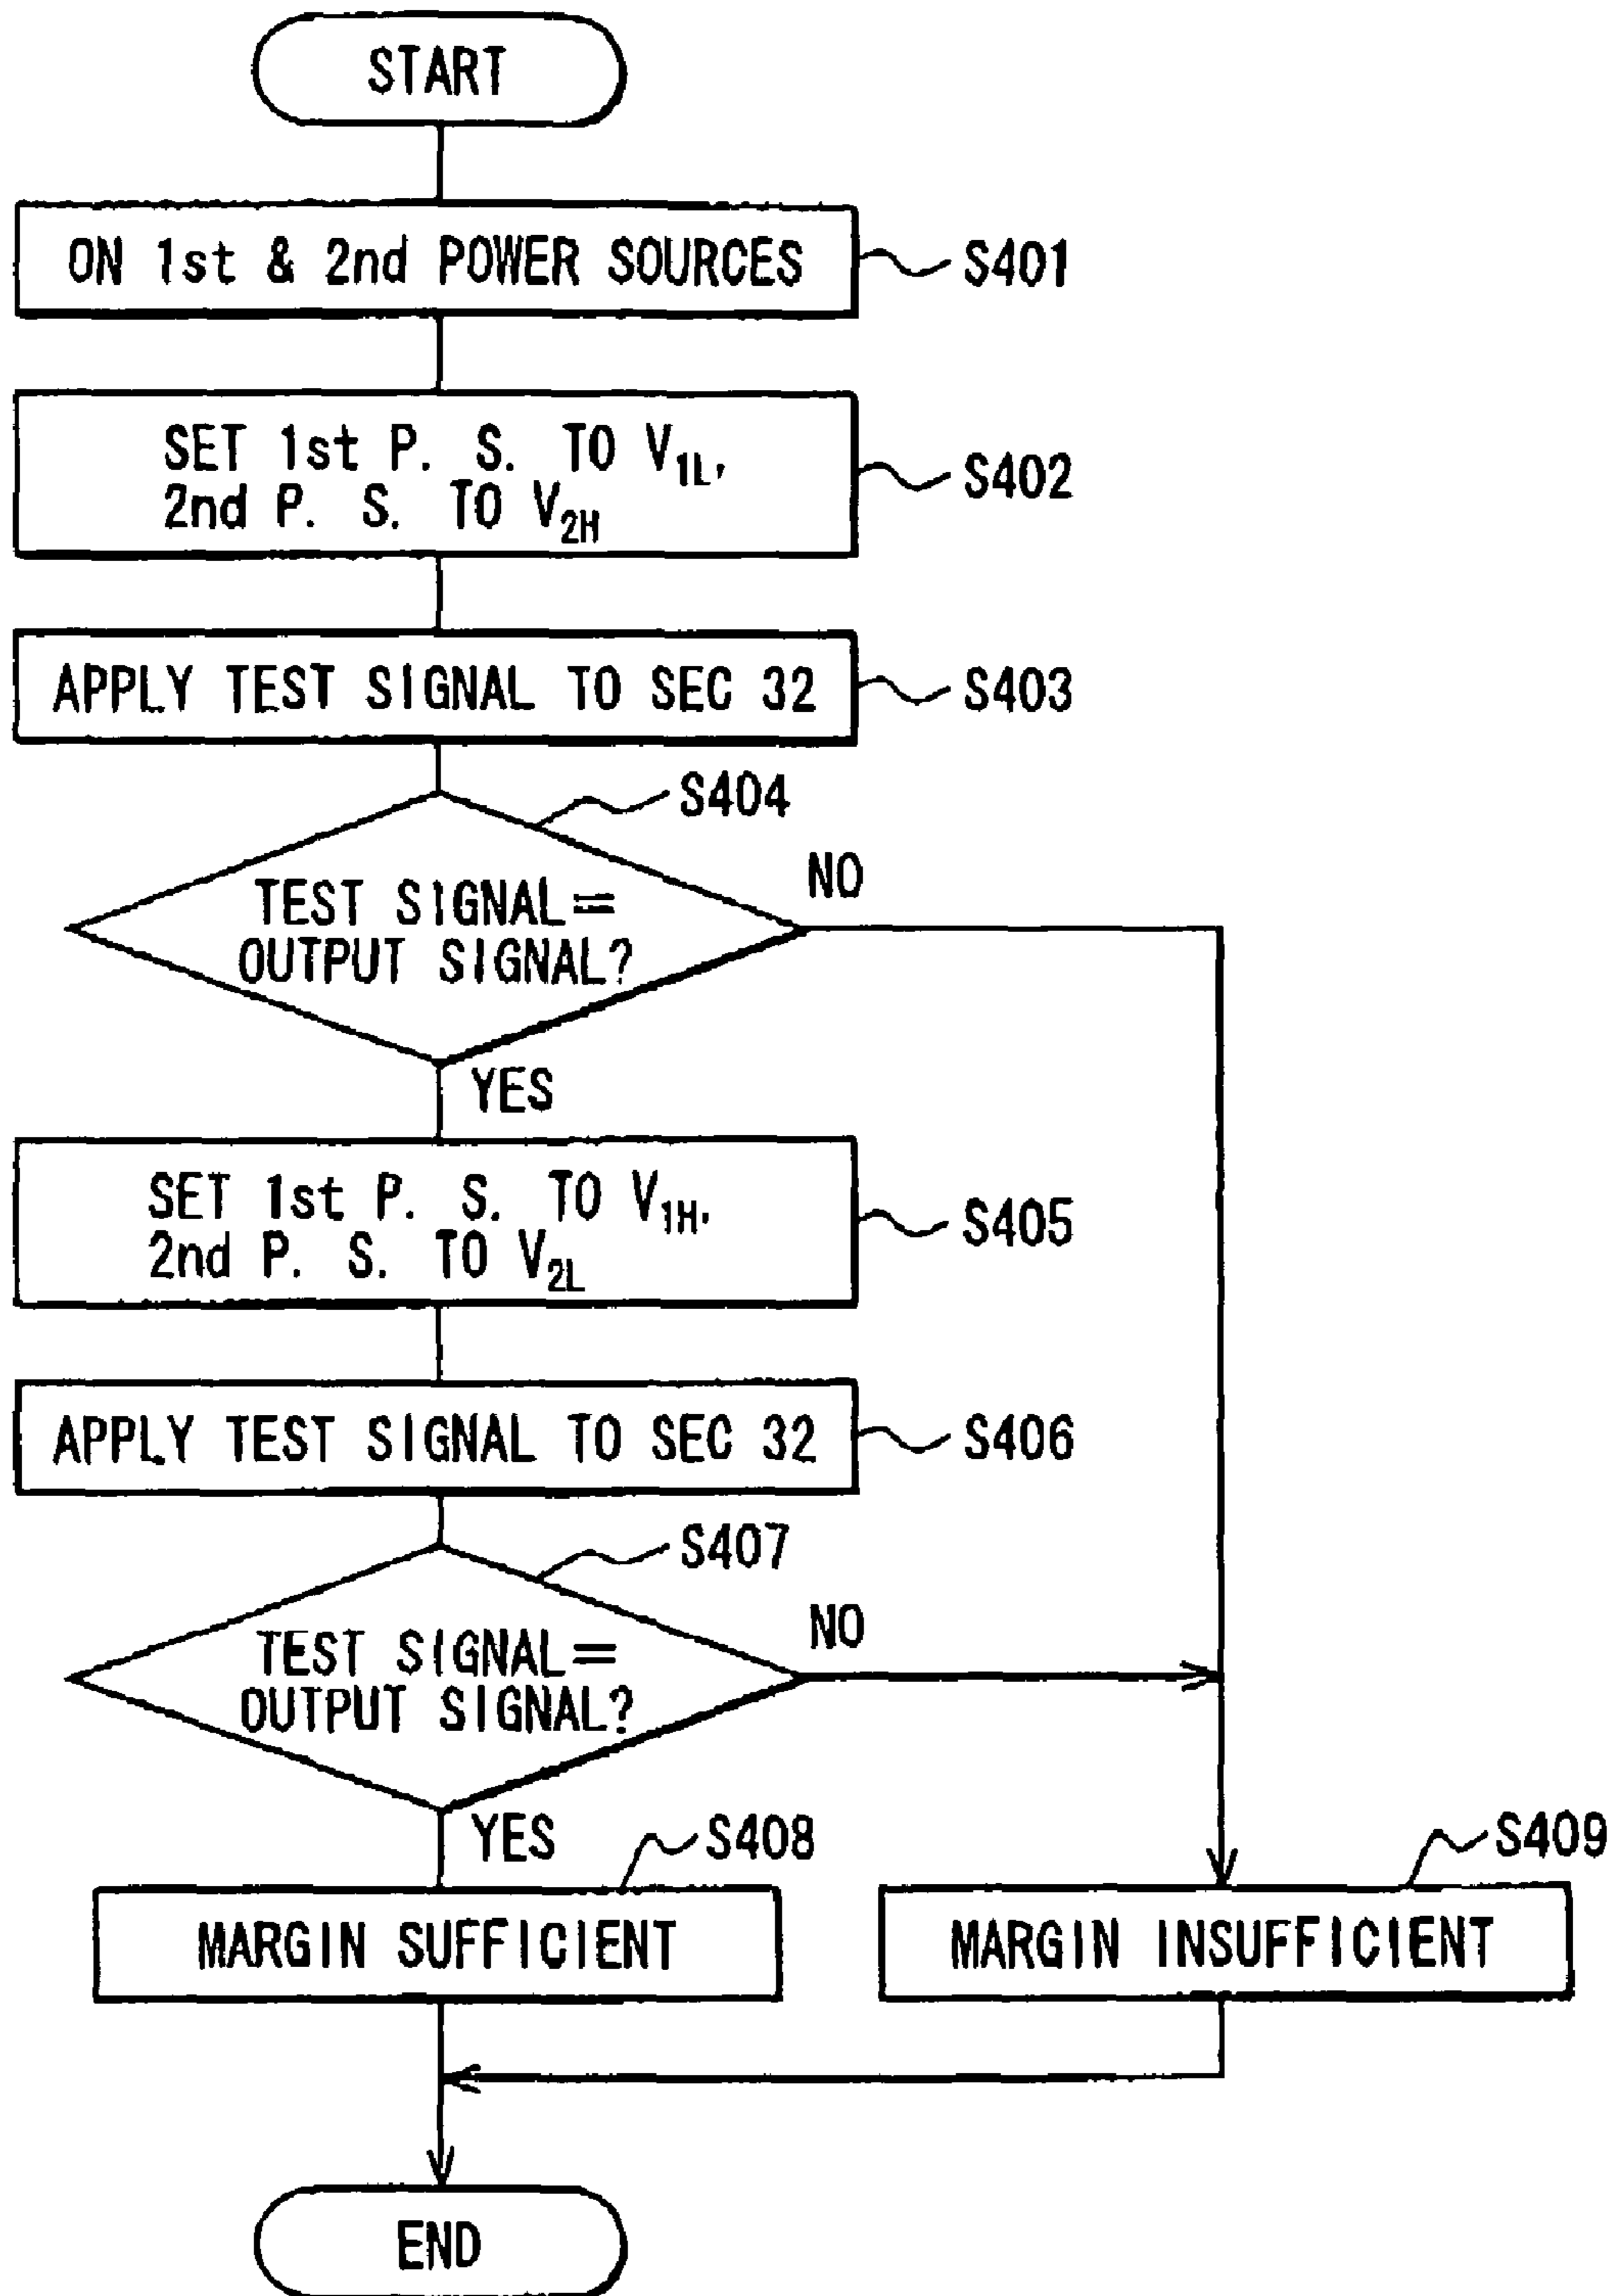 START
ON 1st & 2nd POWER SOURCES
S401
SET 1st P. S. TO V1L,
2nd P. S. TO V2H
S402
APPLY TEST SIGNAL TO SEC 32
S403
S404
TEST SIGNAL=
OUTPUT SIGNAL?
NO
YES
SET 1st P. S. TO V1H,
2nd P. S. TO V2L
S405
APPLY TEST SIGNAL TO SEC 32
S406
S407
TEST SIGNAL=
OUTPUT SIGNAL?
NO
YES
S408
MARGIN SUFFICIENT
S409
MARGIN INSUFFICIENT
END